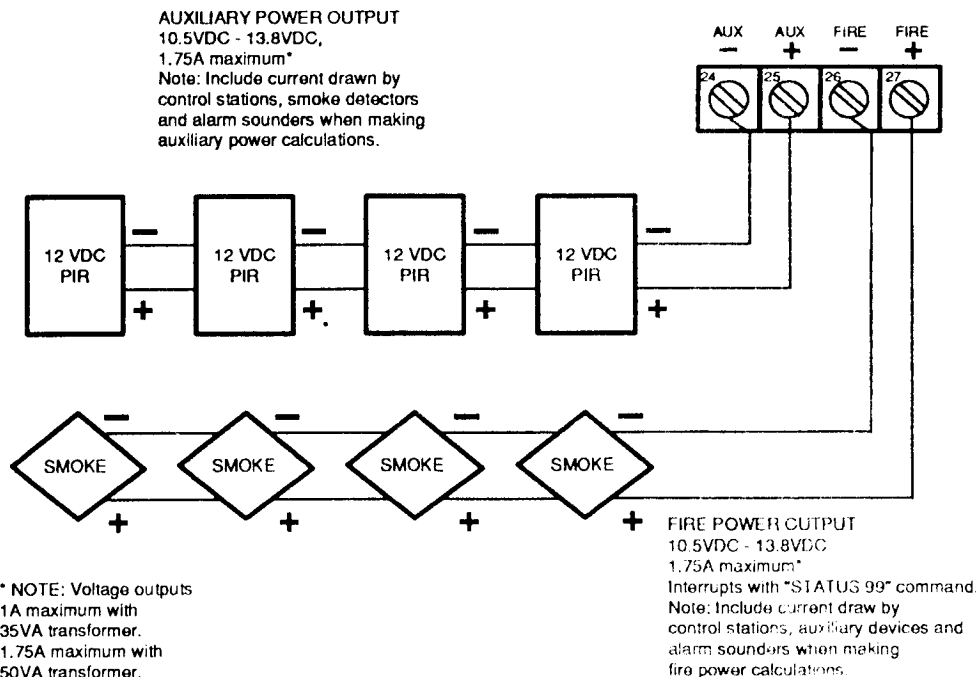 AUXILIARY POWER OUTPUT
10.5VDC - 13.8VDC,
1.75A maximum*
Note: Include current drawn by
control stations, smoke detectors
and alarm sounders when making
auxiliary power calculations.
AUX AUX FIRE FIRE
− + − +
24 25 26 27
− − − −
12 VDC PIR
12 VDC PIR
12 VDC PIR
12 VDC PIR
+ + + +
− − − −
SMOKE SMOKE SMOKE SMOKE
+ + + +
FIRE POWER OUTPUT
10.5VDC - 13.8VDC
1.75A maximum*
Interrupts with "STATUS 99" command.
Note: Include current draw by
control stations, auxiliary devices and
alarm sounders when making
fire power calculations.
* NOTE: Voltage outputs
1A maximum with
35VA transformer.
1.75A maximum with
50VA transformer.